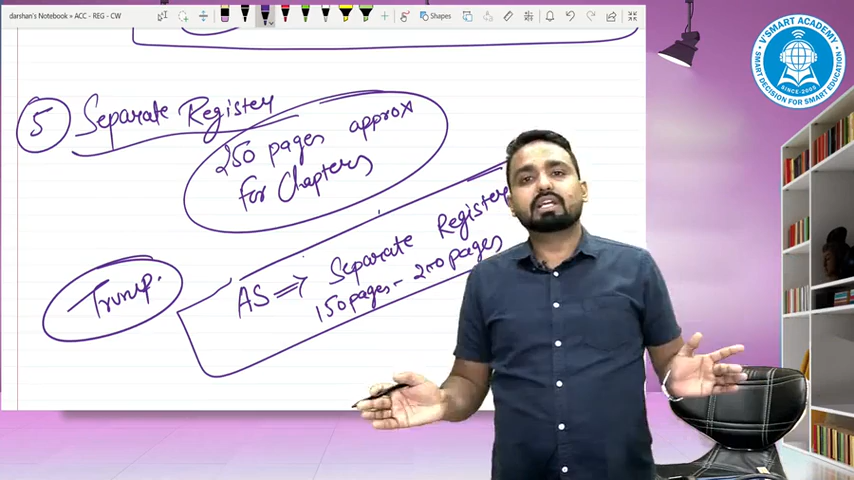 darshan's Notebook » ACC - REG - CW
Shapes
V'SMART ACADEMY
SMART DECISION FOR SMART EDUCATION
SINCE-2009
5 Separate Register
250 pages approx
For Chapters
Trump.
AS ⇒ Separate Register
150 pages - 200 pages